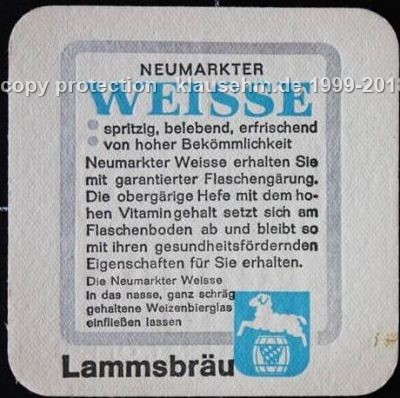 NEUMARKTER
copy protection - klausehm.de 1999-2018
WEISSE
spritzig, belebend, erfrischend
von hoher Bekömmlichkeit
Neumarkter Weisse erhalten Sie
mit garantierter Flaschengärung.
Die obergärige Hefe mit dem ho-
hen Vitamingehalt setzt sich am
Flaschenboden ab und bleibt so
mit ihren gesundheitsfördernden
Eigenschaften für Sie erhalten.
Die Neumarkter Weisse
in das nasse, ganz schräg
gehaltene Weizenbierglas
einfließen lassen
Lammsbräu